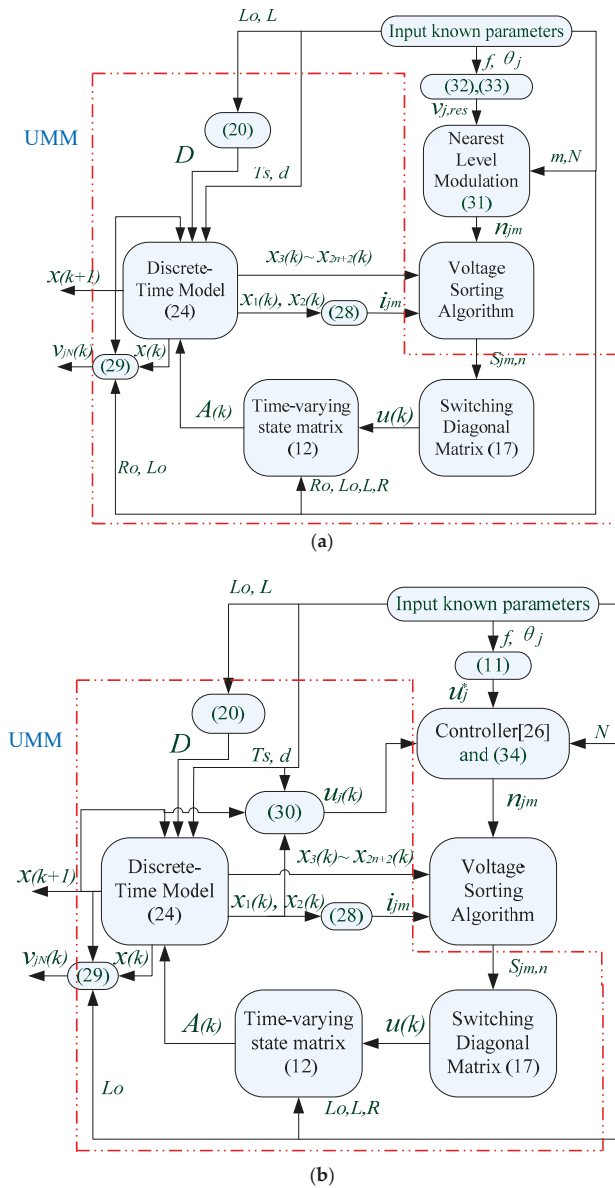 Lo, L
Input known parameters
f, θj
(32),(33)
vj,res
UMM
(20)
D
Ts, d
Nearest
Level
Modulation
(31)
m,N
njm
x3(k)~ x2n+2(k)
Discrete-
Time Model
(24)
Voltage
Sorting
Algorithm
x(k+1)
x1(k), x2(k)
(28)
ijm
vjN(k)
(29)
x(k)
Sjm,n
A(k)
Time-varying
state matrix
(12)
u(k)
Switching
Diagonal
Matrix (17)
Ro, Lo
Ro, Lo,L,R
(a)
Lo, L
Input known parameters
f, θj
(11)
u*j
UMM
(20)
D
Ts, d
Controller[26]
and (34)
N
uj(k)
(30)
njm
x3(k)~ x2n+2(k)
Discrete-
Time Model
(24)
Voltage
Sorting
Algorithm
x(k+1)
x1(k), x2(k)
(28)
ijm
vjN(k)
(29)
x(k)
Sjm,n
A(k)
Time-varying
state matrix
(12)
u(k)
Switching
Diagonal
Matrix (17)
Lo
Lo,L,R
(b)